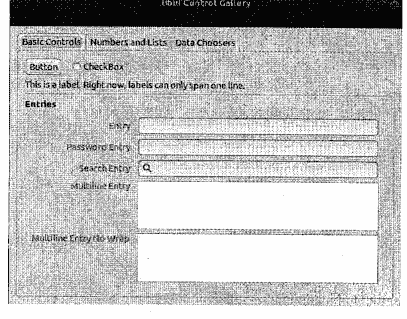 libui Control Gallery
Basic Controls Numbers and Lists Data Choosers
Button CheckBox
This is a label. Right now, labels can only span one line.
Entries
Entry
Password Entry
Search Entry
Multiline Entry
Multiline Entry No Wrap